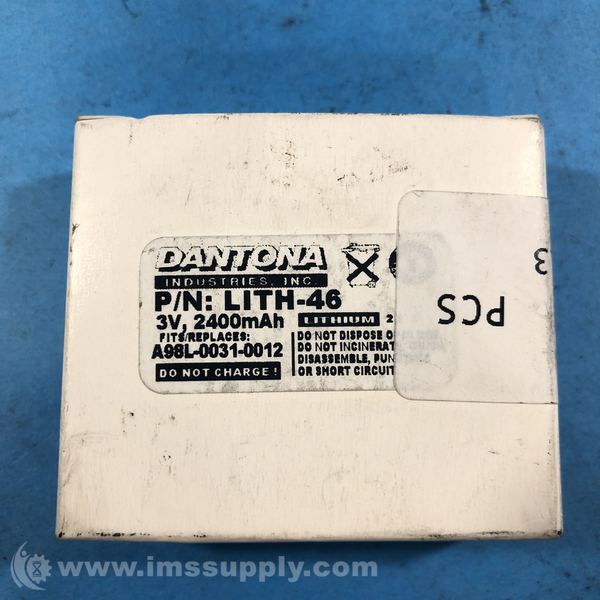 DANTONA
INDUSTRIES, INC.
P/N: LITH-46
3V, 2400mAh
LITHIUM 2
FITS/REPLACES:
A98L-0031-0012
DO NOT CHARGE!
DO NOT DISPOSE O
DO NOT INCINERAT
DISASSEMBLE, PUN
OR SHORT CIRCUIT
PCS
3
www.imssupply.com